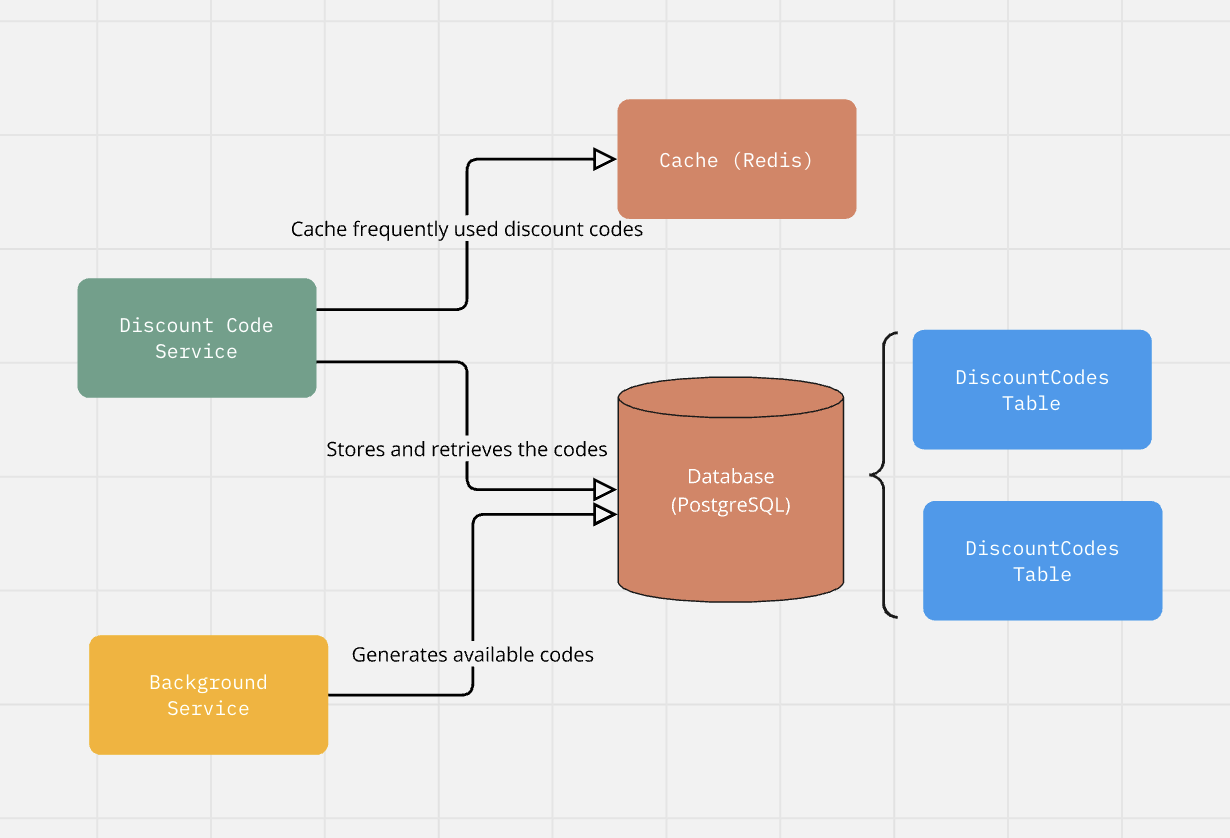 Cache (Redis)
Cache frequently used discount codes
Discount Code
Service
DiscountCodes
Table
Stores and retrieves the codes
Database
(PostgreSQL)
DiscountCodes
Table
Generates available codes
Background
Service